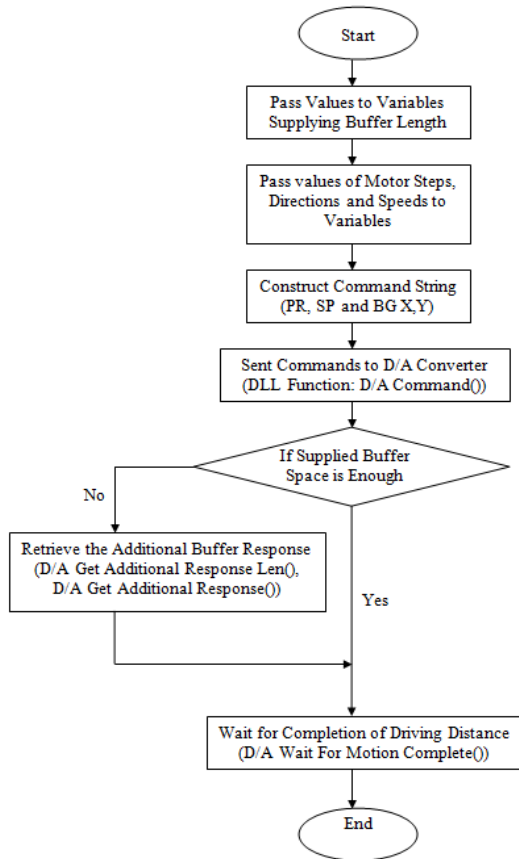 Start
Pass Values to Variables
Supplying Buffer Length
Pass values of Motor Steps,
Directions and Speeds to
Variables
Construct Command String
(PR, SP and BG X,Y)
Sent Commands to D/A Converter
(DLL Function: D/A Command())
If Supplied Buffer
Space is Enough
No
Retrieve the Additional Buffer Response
(D/A Get Additional Response Len(),
D/A Get Additional Response())
Yes
Wait for Completion of Driving Distance
(D/A Wait For Motion Complete())
End